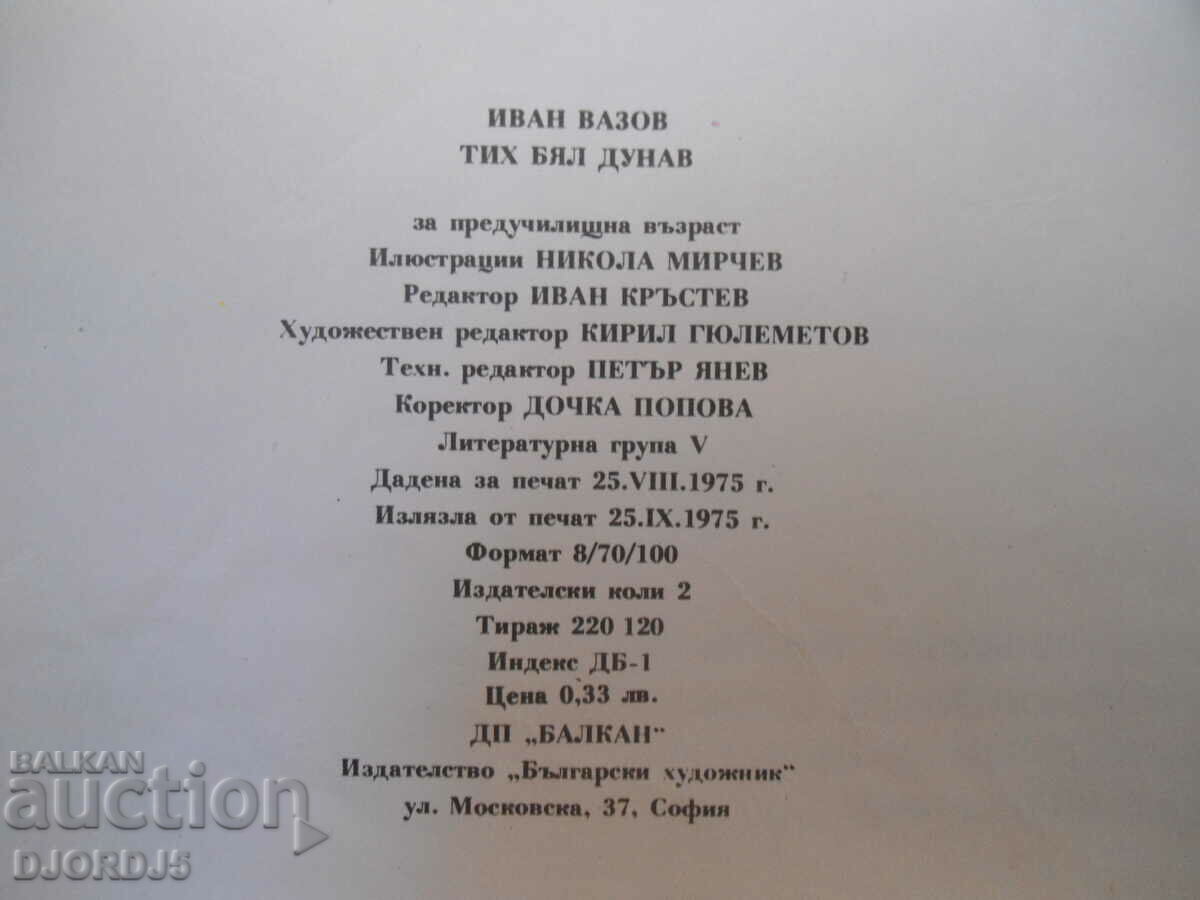 ИВАН ВАЗОВ
ТИХ БЯЛ ДУНАВ
за предучилищна възраст
Илюстрации НИКОЛА МИРЧЕВ
Редактор ИВАН КРЪСТЕВ
Художествен редактор КИРИЛ ГЮЛЕМЕТОВ
Техн. редактор ПЕТЪР ЯНЕВ
Коректор ДОЧКА ПОПОВА
Литературна група V
Дадена за печат 25.VIII.1975 г.
Излязла от печат 25.IX.1975 г.
Формат 8/70/100
Издателски коли 2
Тираж 220 120
Индекс ДБ-1
Цена 0,33 лв.
ДП „БАЛКАН"
Издателство „Български художник"
ул. Московска, 37, София
BALKAN
auction
DJORDJ5